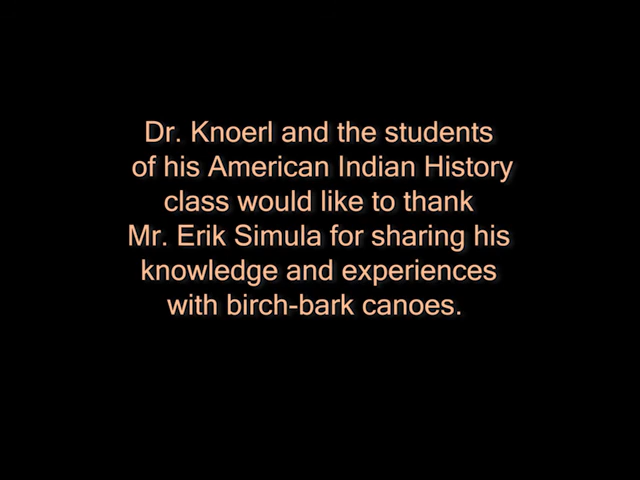 Dr. Knoerl and the students
of his American Indian History
class would like to thank
Mr. Erik Simula for sharing his
knowledge and experiences
with birch-bark canoes.